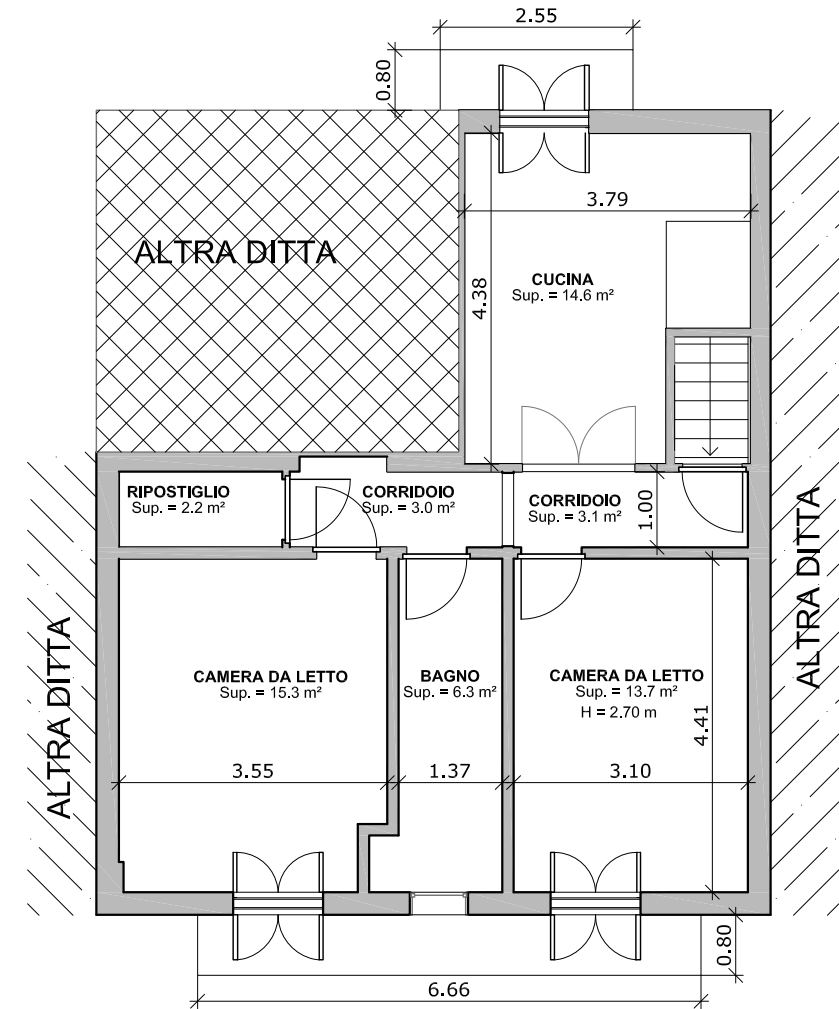 2.55
0.80
ALTRA DITTA
3.79
4.38
CUCINA
Sup. = 14.6 m²
RIPOSTIGLIO
Sup. = 2.2 m²
CORRIDOIO
Sup. = 3.0 m²
CORRIDOIO
Sup. = 3.1 m²
1.00
ALTRA DITTA
ALTRA DITTA
CAMERA DA LETTO
Sup. = 15.3 m²
BAGNO
Sup. = 6.3 m²
CAMERA DA LETTO
Sup. = 13.7 m²
H = 2.70 m
4.41
3.55
1.37
3.10
0.80
6.66